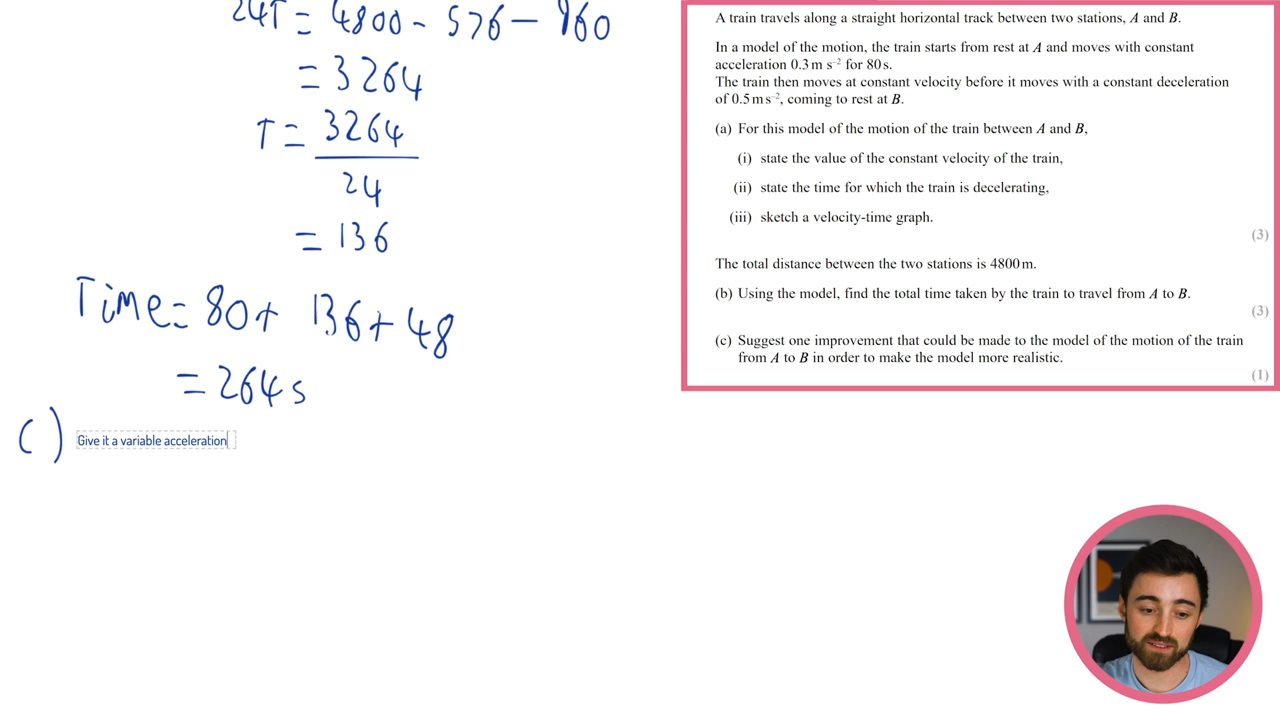 24T = 4800 - 576 - 960
= 3264
T = 3264
24
= 136
Time = 80 + 136 + 48
= 264 s
c) Give it a variable acceleration
A train travels along a straight horizontal track between two stations, A and B.
In a model of the motion, the train starts from rest at A and moves with constant
acceleration 0.3 m s⁻² for 80 s.
The train then moves at constant velocity before it moves with a constant deceleration
of 0.5 m s⁻², coming to rest at B.
(a) For this model of the motion of the train between A and B,
(i) state the value of the constant velocity of the train,
(ii) state the time for which the train is decelerating,
(iii) sketch a velocity-time graph.
(3)
The total distance between the two stations is 4800 m.
(b) Using the model, find the total time taken by the train to travel from A to B.
(3)
(c) Suggest one improvement that could be made to the model of the motion of the train
from A to B in order to make the model more realistic.
(1)